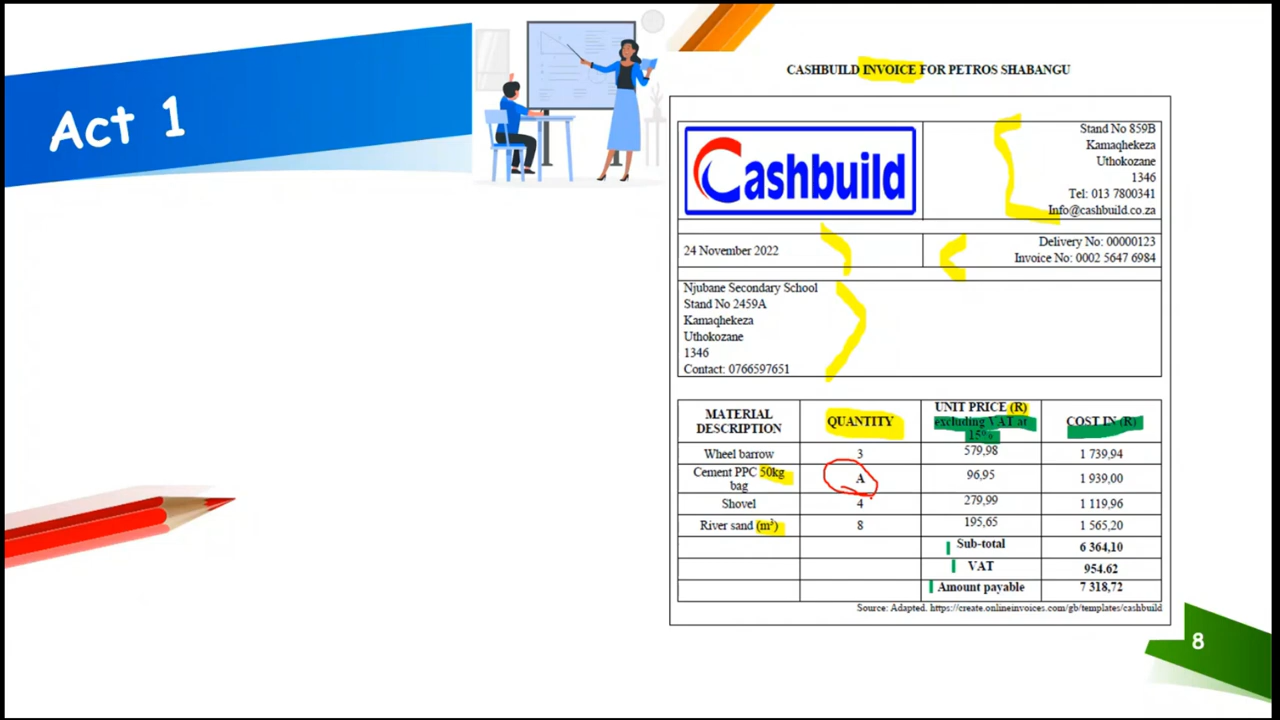 Act 1
CASHBUILD INVOICE FOR PETROS SHABANGU
Cashbuild
Stand No 859B
Kamaqhekeza
Uthokozane
1346
Tel: 013 7800341
Info@cashbuild.co.za
24 November 2022
Delivery No: 00000123
Invoice No: 0002 5647 6984
Njubane Secondary School
Stand No 2459A
Kamaqhekeza
Uthokozane
1346
Contact: 0766597651
MATERIAL DESCRIPTION QUANTITY UNIT PRICE (R) excluding VAT at 15% COST IN (R)
Wheel barrow 3 579,98 1 739,94
Cement PPC 50kg bag A 96,95 1 939,00
Shovel 4 279,99 1 119,96
River sand (m³) 8 195,65 1 565,20
Sub-total 6 364,10
VAT 954.62
Amount payable 7 318,72
Source: Adapted. https://create.onlineinvoices.com/gb/templates/cashbuild
8